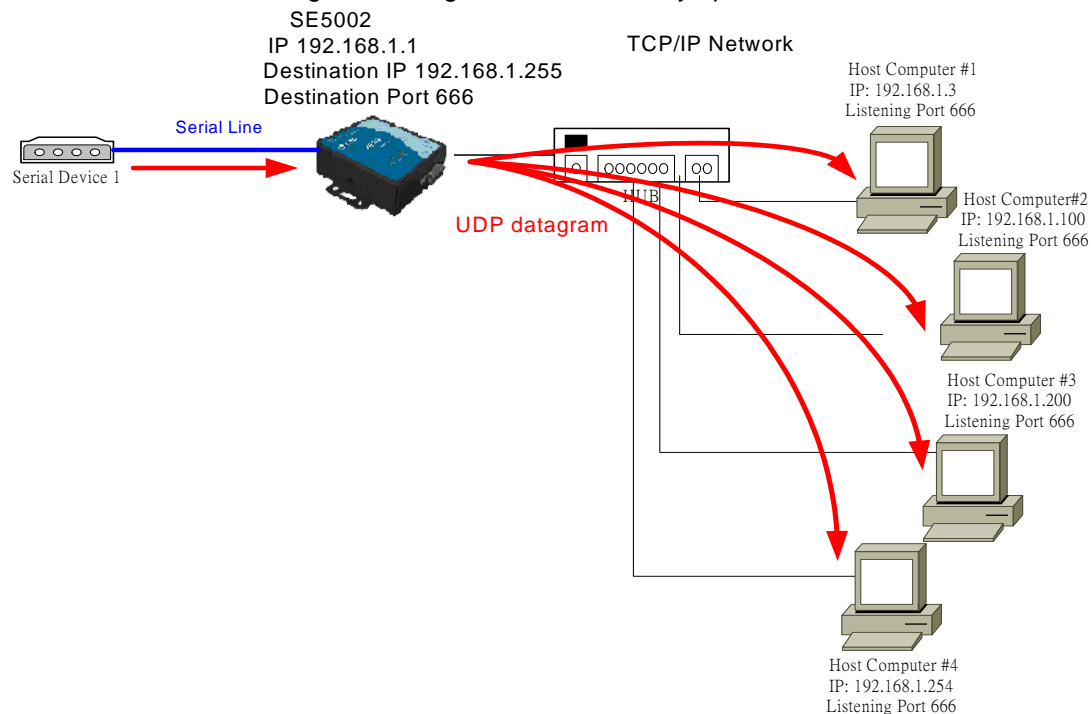 SE5002
IP 192.168.1.1
Destination IP 192.168.1.255
Destination Port 666
TCP/IP Network
Host Computer #1
IP: 192.168.1.3
Listening Port 666
Serial Line
Serial Device 1
HUB
UDP datagram
Host Computer#2
IP: 192.168.1.100
Listening Port 666
Host Computer #3
IP: 192.168.1.200
Listening Port 666
Host Computer #4
IP: 192.168.1.254
Listening Port 666